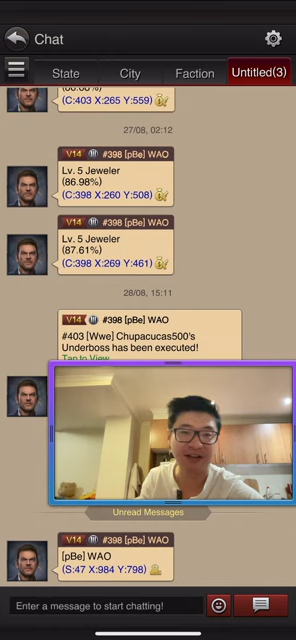 Chat
State
City
Faction
Untitled(3)
(C:403 X:265 Y:559)
27/08, 02:12
V14 #398 [pBe] WAO
Lv. 5 Jeweler
(86.98%)
(C:398 X:260 Y:508)
V14 #398 [pBe] WAO
Lv. 5 Jeweler
(87.61%)
(C:398 X:269 Y:461)
28/08, 15:11
V14 #398 [pBe] WAO
#403 [Wwe] Chupacucas500's
Underboss has been executed!
Tap to View
Unread Messages
V14 #398 [pBe] WAO
[pBe] WAO
(S:47 X:984 Y:798)
Enter a message to start chatting!